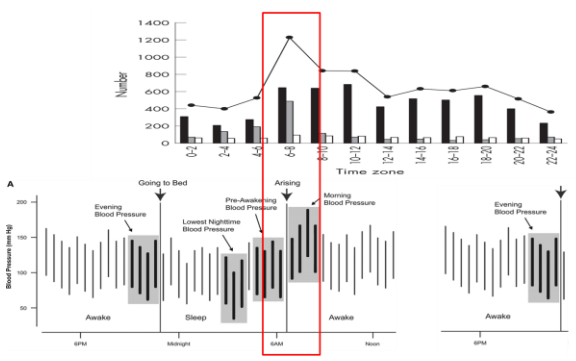 1400
1200
1000
800
600
400
200
0
Number
0-2
2-4
4-6
6-8
8-10
10-12
12-14
14-16
16-18
18-20
20-22
22-24
Time zone
A
Going to Bed
Arising
200
150
100
50
Blood Pressure (mm Hg)
Evening
Blood Pressure
Lowest Nighttime
Blood Pressure
Pre-Awakening
Blood Pressure
Morning
Blood Pressure
Evening
Blood Pressure
Awake
Sleep
Awake
Awake
6PM
Midnight
6AM
Noon
6PM